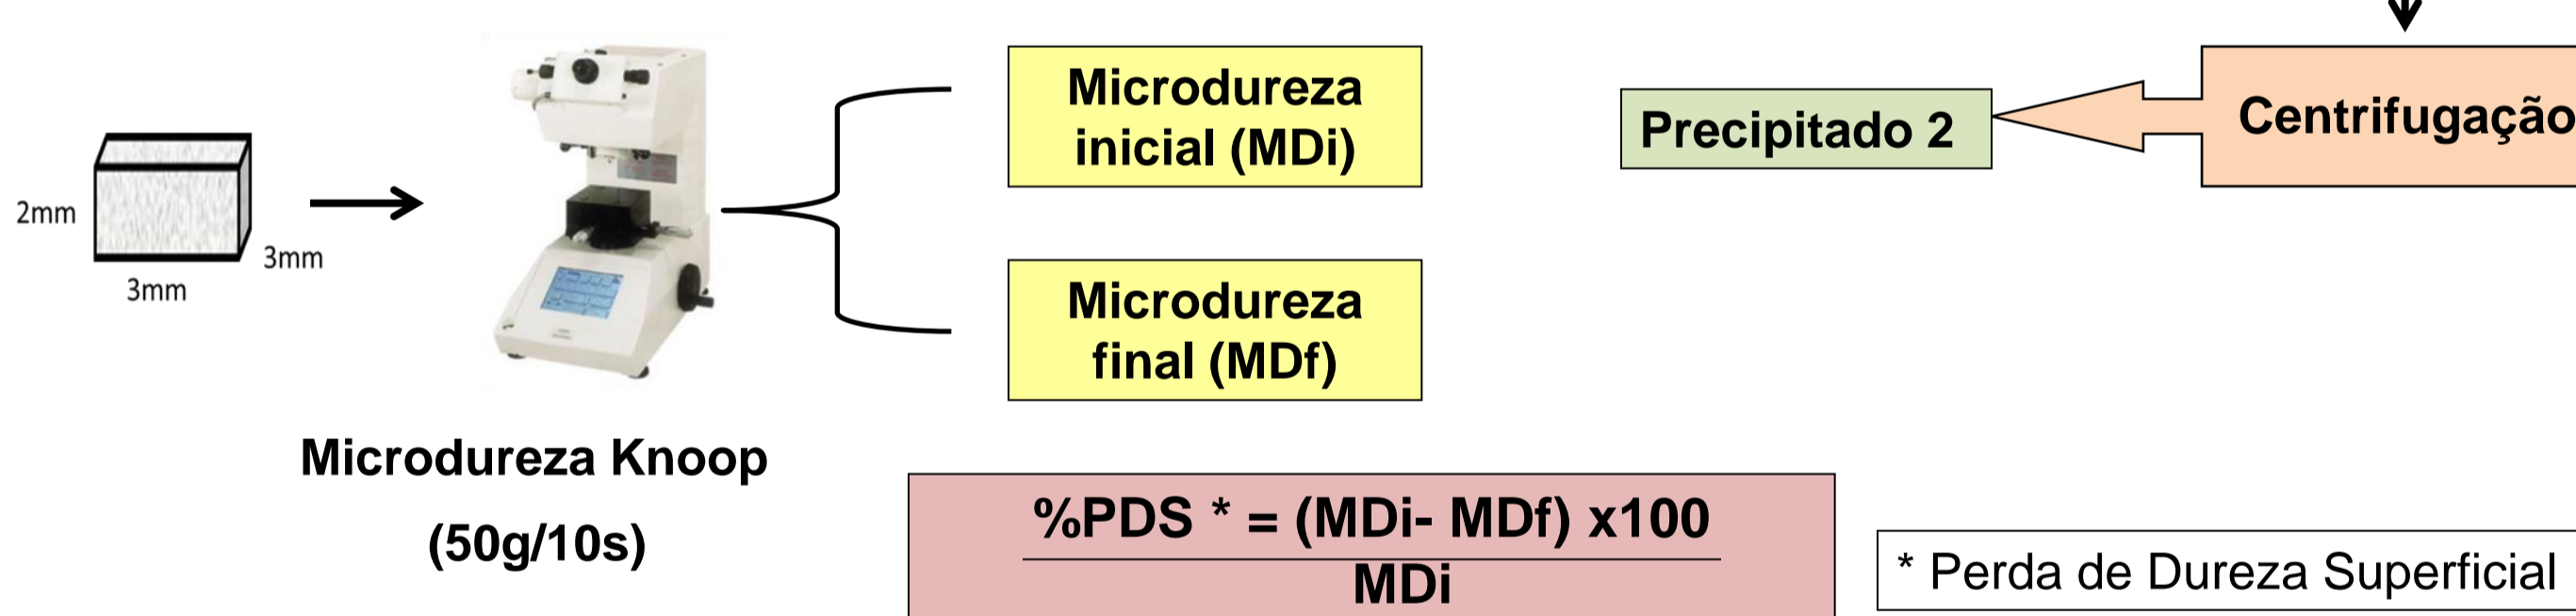 2mm
3mm
3mm
Microdureza Knoop
(50g/10s)
Microdureza
inicial (MDi)
Microdureza
final (MDf)
%PDS * = (MDi- MDf) x100
MDi
Precipitado 2
Centrifugação
* Perda de Dureza Superficial